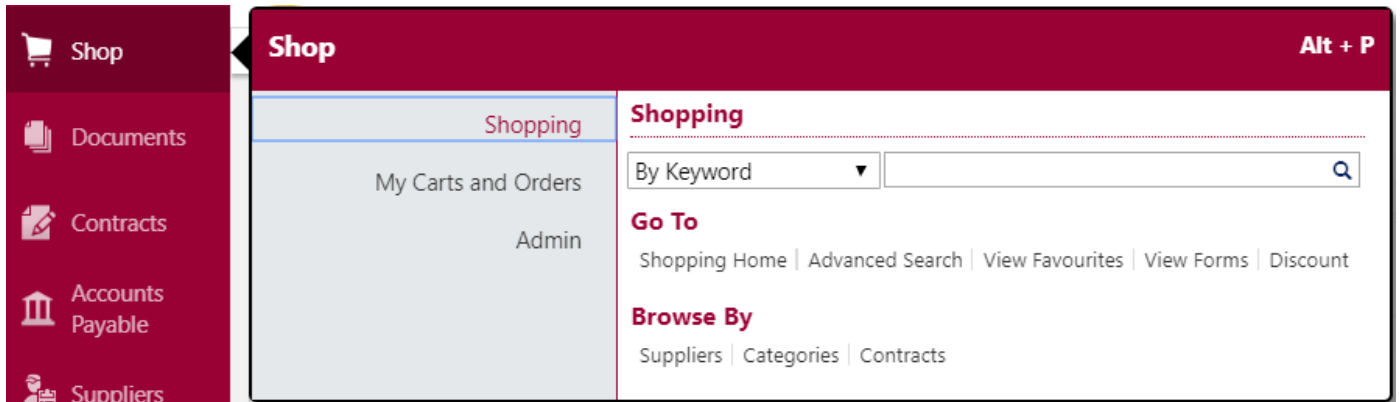 Shop
Documents
Contracts
Accounts
Payable
Suppliers
Shop Alt + P
Shopping
My Carts and Orders
Admin
Shopping
By Keyword
Go To
Shopping Home | Advanced Search | View Favourites | View Forms | Discount
Browse By
Suppliers | Categories | Contracts